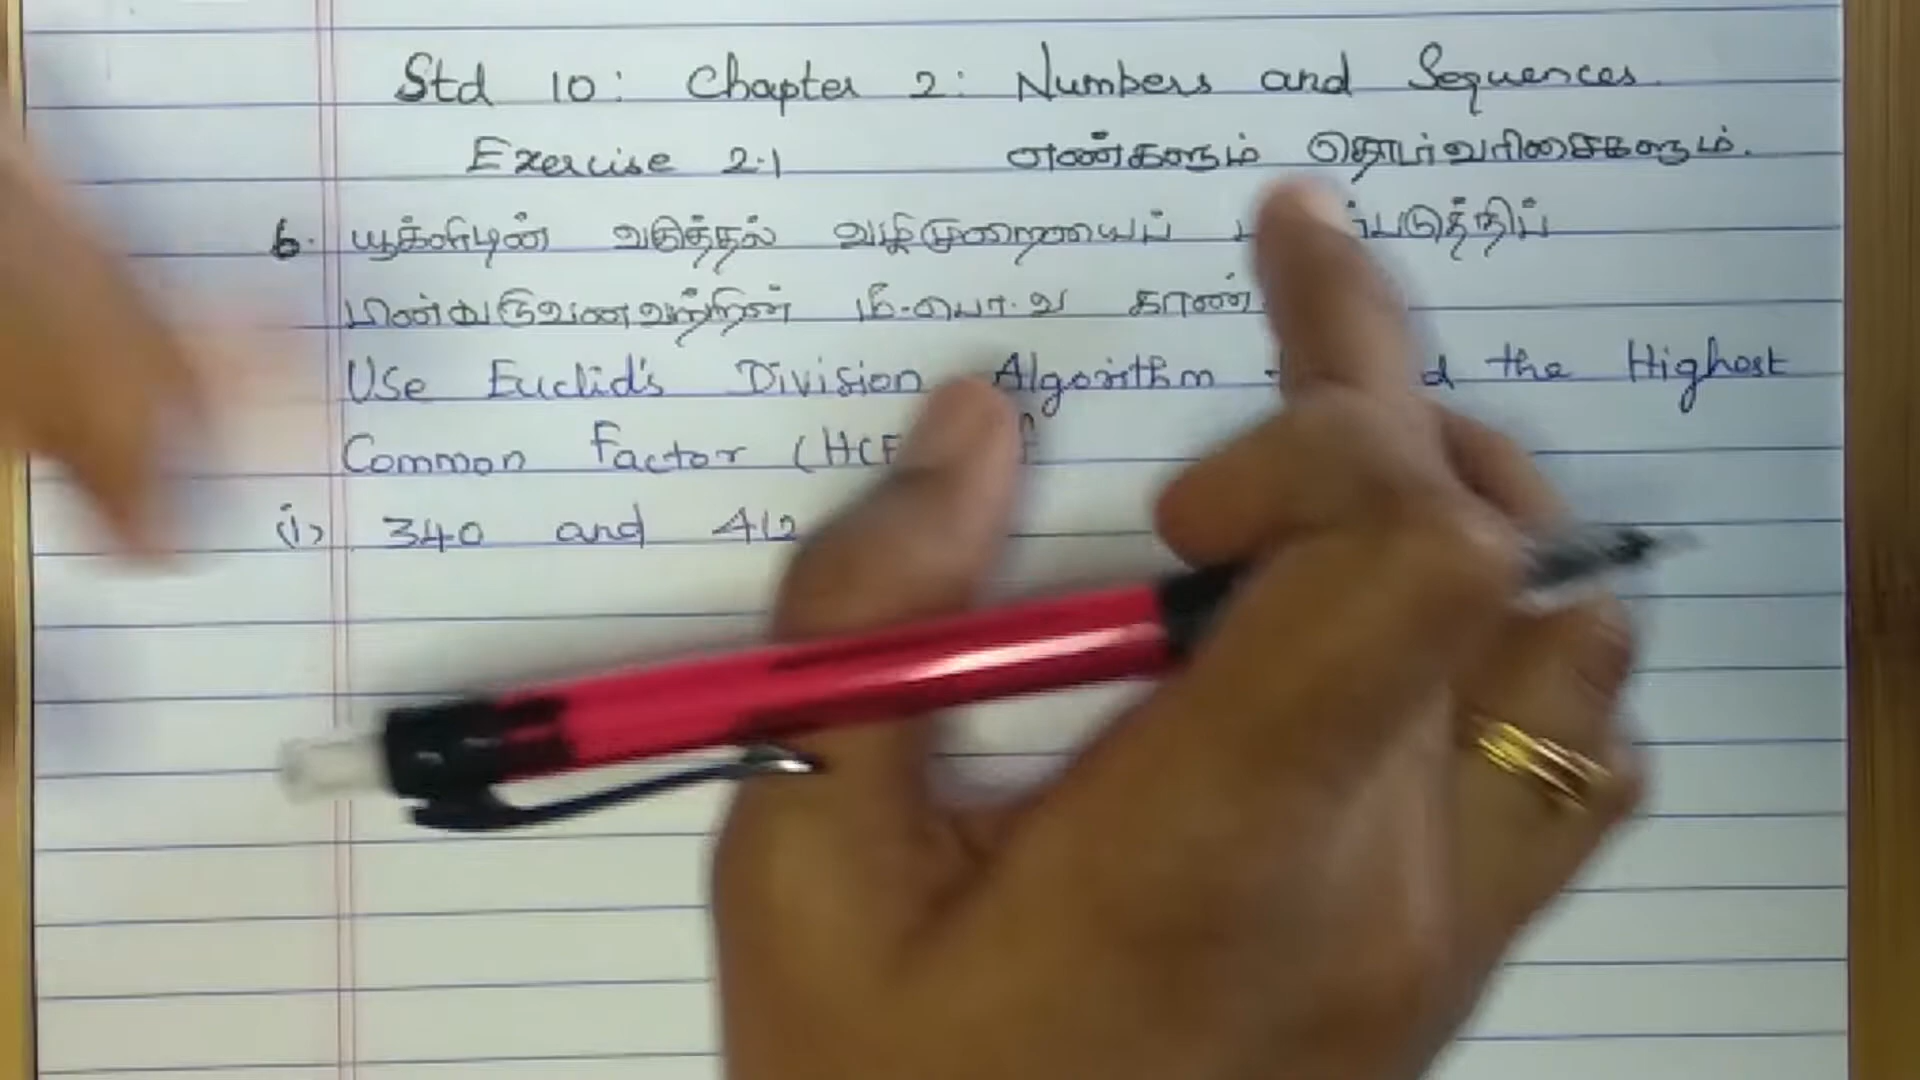 Std 10: Chapter 2: Numbers and Sequences.
Exercise 2.1 எண்களும் தொடர்வரிசைகளும்.
6. யூக்ளிடின் வகுத்தல் வழிமுறையைப்
பின்வருவனவற்றின் மீ.பொ.வ காண்
Use Euclid's Division Algorithm the Highest
Common Factor (HCF
(i) 340 and 412